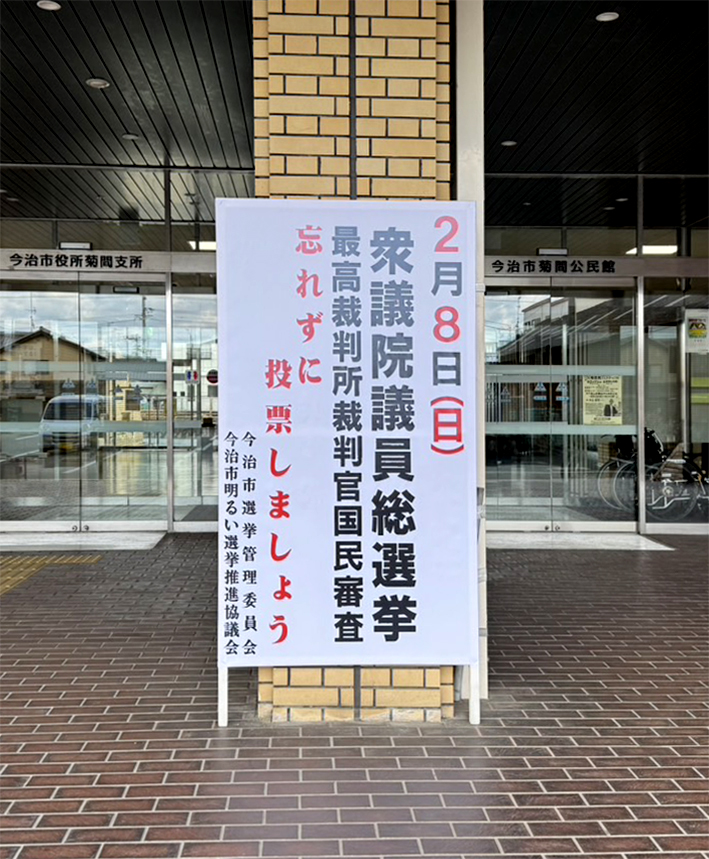 2月8日(日)
衆議院議員総選挙
最高裁判所裁判官国民審査
忘れずに
投票しましょう
今治市選挙管理委員会
今治市明るい選挙推進協議会
今治市役所菊間支所
今治市菊間公民館